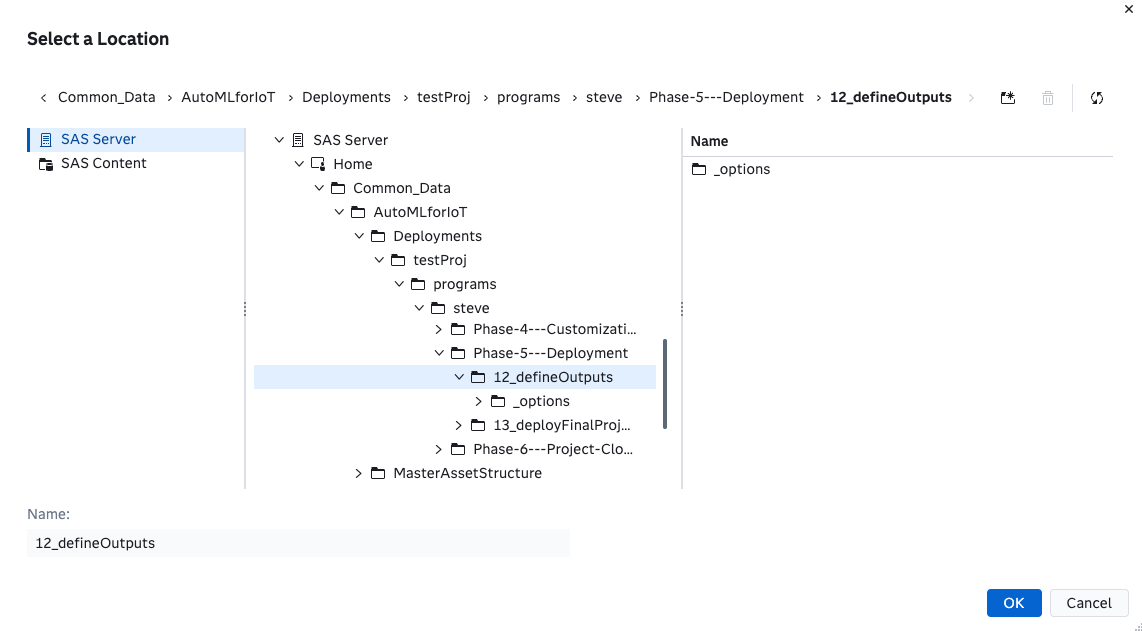 Select a Location
Common_Data > AutoMLforIoT > Deployments > testProj > programs > steve > Phase-5---Deployment > 12_defineOutputs
SAS Server
SAS Content
SAS Server
Home
Common_Data
AutoMLforIoT
Deployments
testProj
programs
steve
Phase-4---Customizati...
Phase-5---Deployment
12_defineOutputs
_options
13_deployFinalProj...
Phase-6---Project-Clo...
MasterAssetStructure
Name
_options
Name:
12_defineOutputs
OK
Cancel